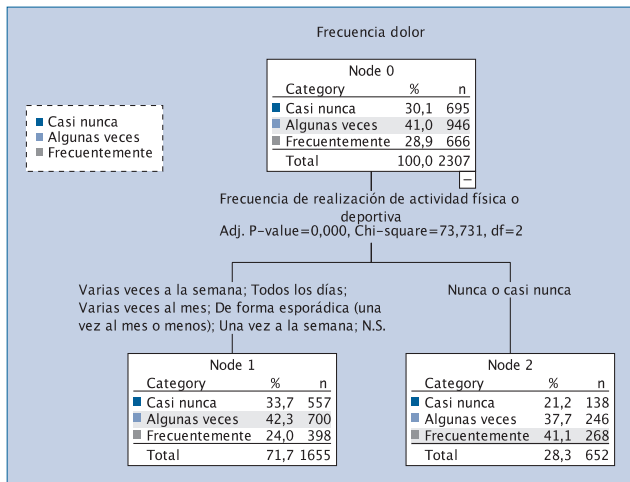 Frecuencia dolor
Casi nunca
Algunas veces
Frecuentemente
Node 0
Category % n
Casi nunca 30,1 695
Algunas veces 41,0 946
Frecuentemente 28,9 666
Total 100,0 2307
−
Frecuencia de realización de actividad física o
deportiva
Adj. P-value=0,000, Chi-square=73,731, df=2
Varias veces a la semana; Todos los días;
Varias veces al mes; De forma esporádica (una
vez al mes o menos); Una vez a la semana; N.S.
Nunca o casi nunca
Node 1
Category % n
Casi nunca 33,7 557
Algunas veces 42,3 700
Frecuentemente 24,0 398
Total 71,7 1655
Node 2
Category % n
Casi nunca 21,2 138
Algunas veces 37,7 246
Frecuentemente 41,1 268
Total 28,3 652